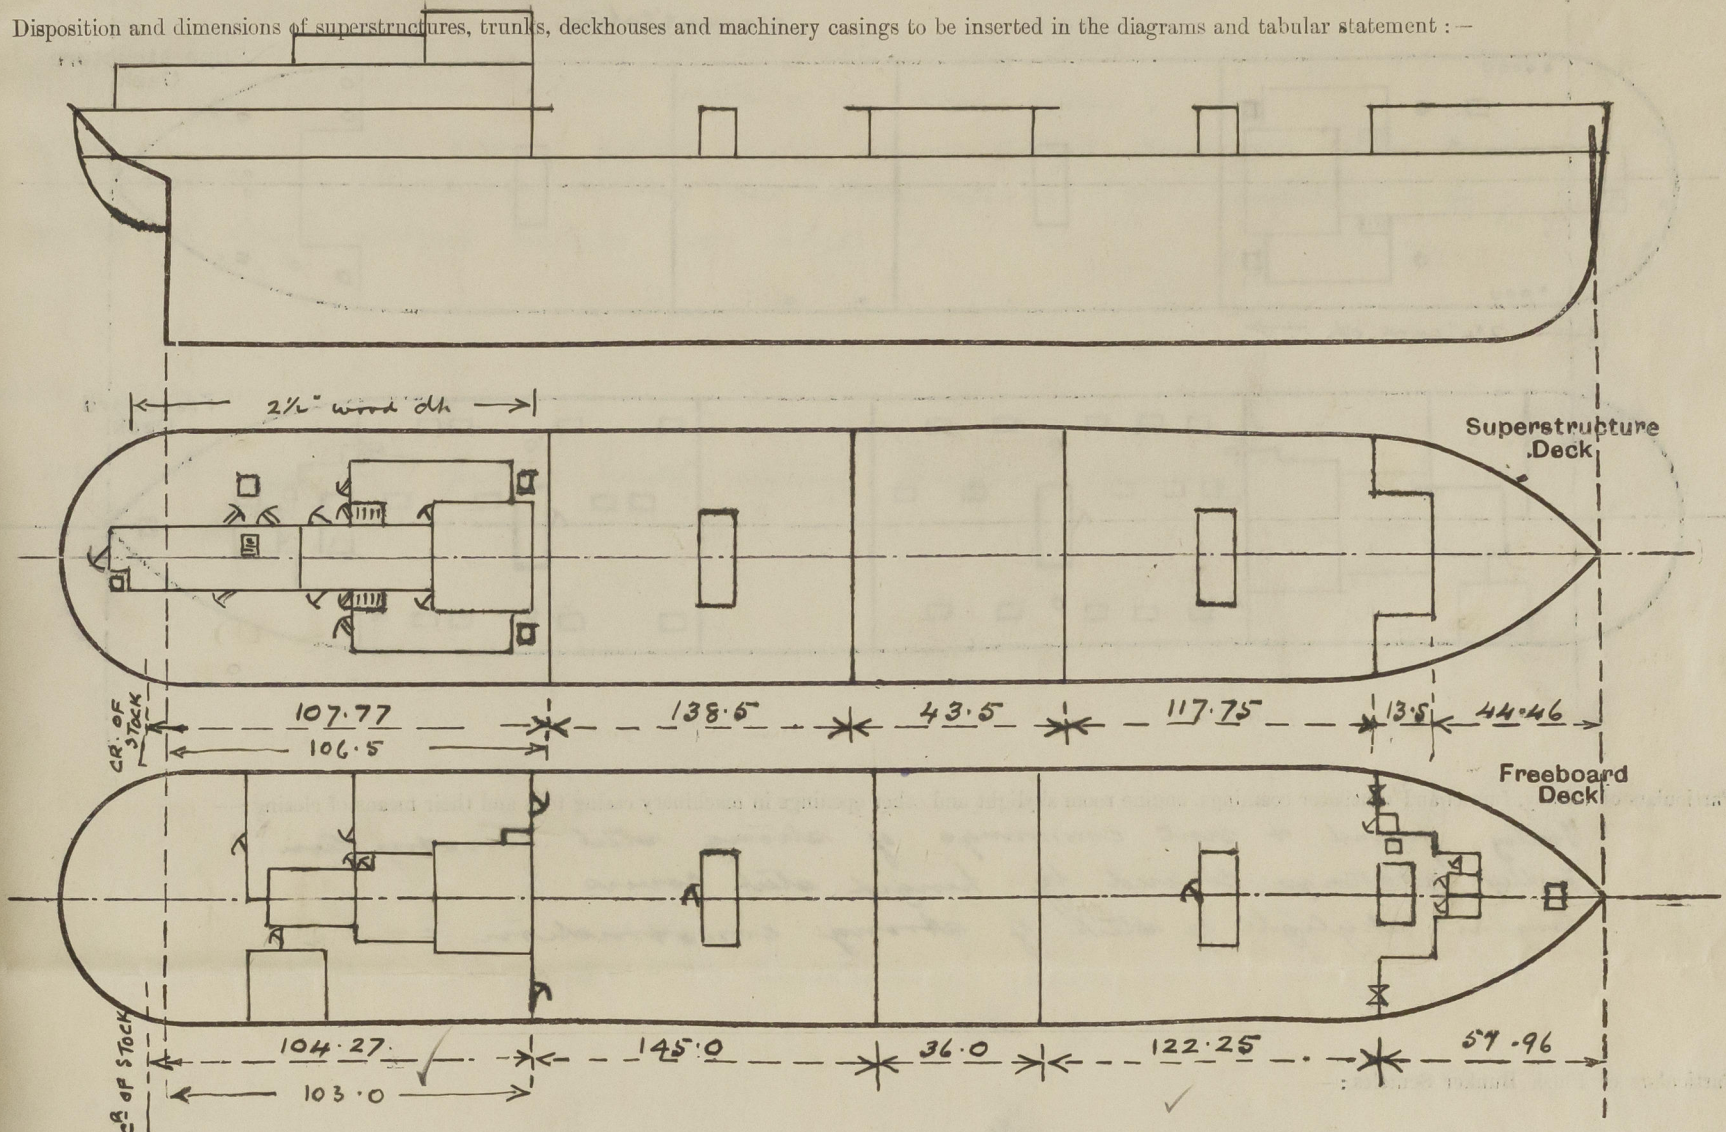 Disposition and dimensions of superstructures, trunks, deckhouses and machinery casings to be inserted in the diagrams and tabular statement :—
2½" wood dk
Superstructure
Deck
CR. OF
STOCK
107.77
138.5
43.5
117.75
13.5
44.46
106.5
Freeboard
Deck
CR OF STOCK
104.27
145.0
36.0
122.25
57.96
103.0